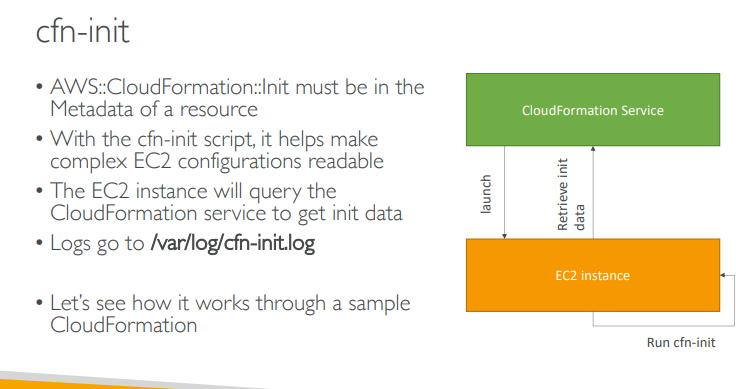 cfn-init
• AWS::CloudFormation::Init must be in the
Metadata of a resource
• With the cfn-init script, it helps make
complex EC2 configurations readable
• The EC2 instance will query the
CloudFormation service to get init data
• Logs go to /var/log/cfn-init.log
• Let's see how it works through a sample
CloudFormation
CloudFormation Service
launch
Retrieve init
data
EC2 instance
Run cfn-init